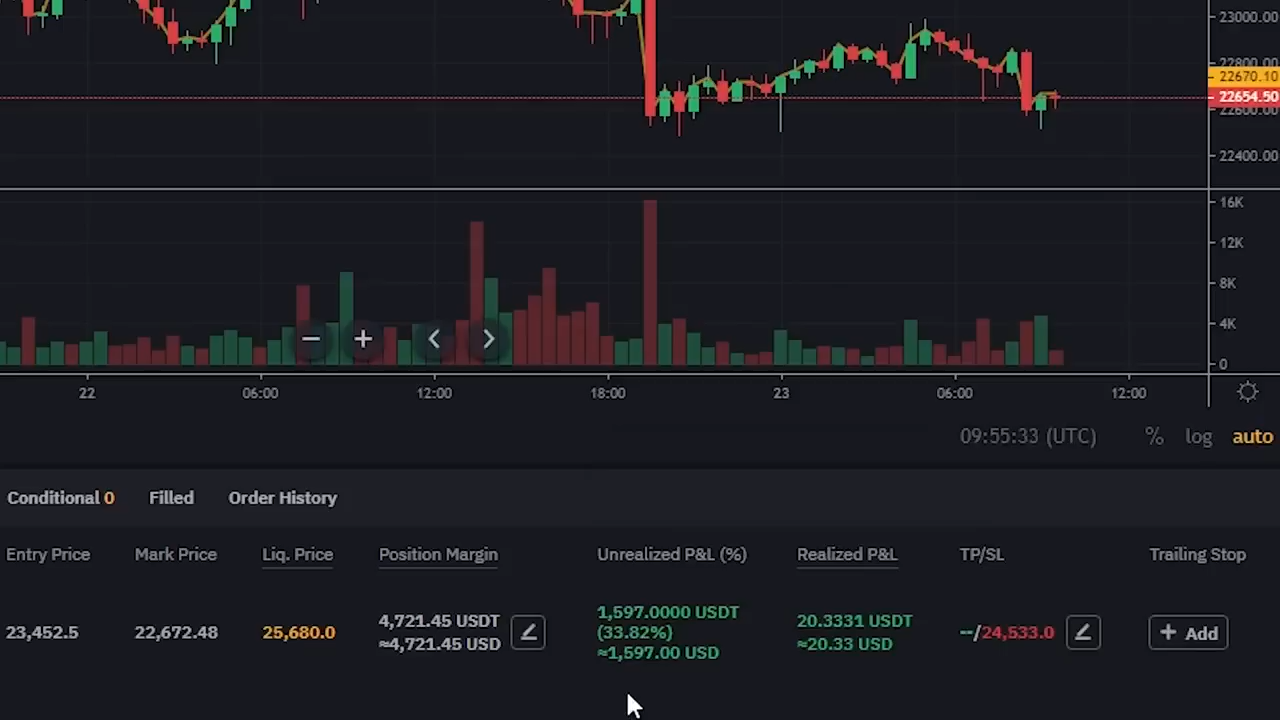 23000.00
22800.00
22670.10
22654.50
22600.00
22400.00
16K
12K
8K
4K
0
22 06:00 12:00 18:00 23 06:00 12:00
09:55:33 (UTC) % log auto
Conditional 0 Filled Order History
Entry Price Mark Price Liq. Price Position Margin Unrealized P&L (%) Realized P&L TP/SL Trailing Stop
23,452.5 22,672.48 25,680.0 4,721.45 USDT 1,597.0000 USDT 20.3331 USDT --/24,533.0 + Add
≈4,721.45 USD (33.82%) ≈20.33 USD
≈1,597.00 USD